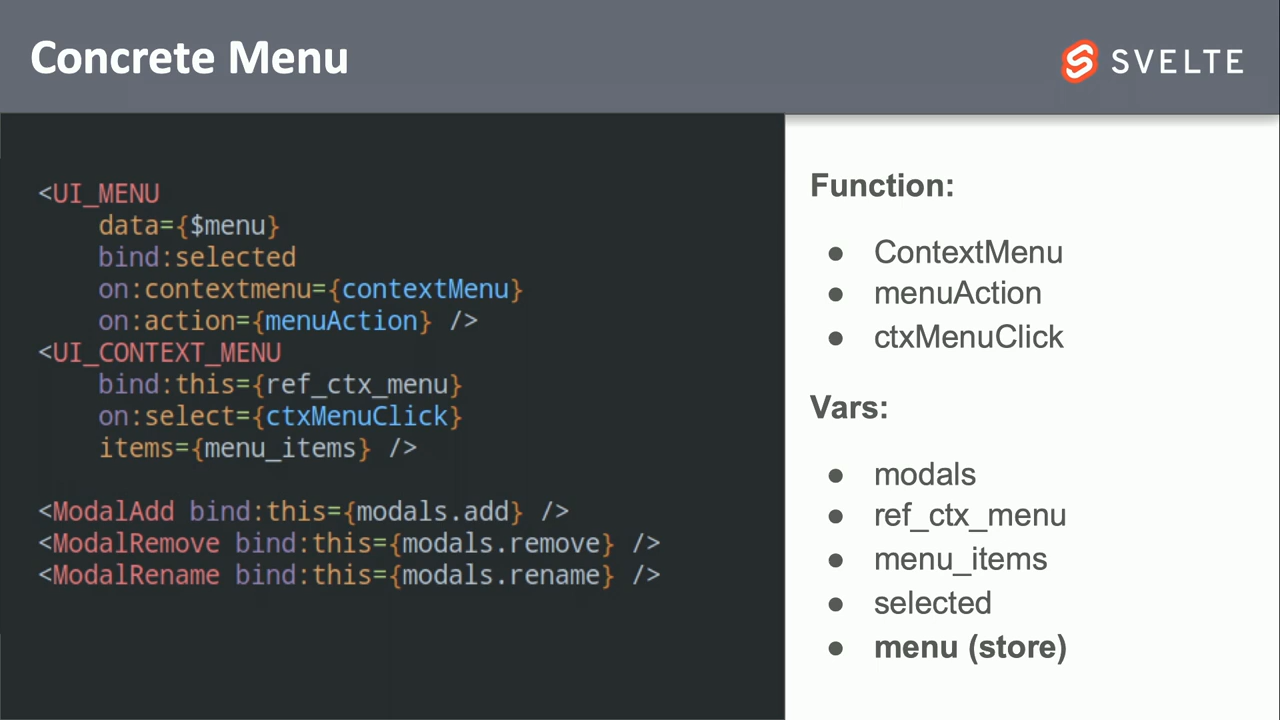 Concrete Menu
SVELTE
<UI_MENU
    data={$menu}
    bind:selected
    on:contextmenu={contextMenu}
    on:action={menuAction} />
<UI_CONTEXT_MENU
    bind:this={ref_ctx_menu}
    on:select={ctxMenuClick}
    items={menu_items} />
<ModalAdd bind:this={modals.add} />
<ModalRemove bind:this={modals.remove} />
<ModalRename bind:this={modals.rename} />
Function:
● ContextMenu
● menuAction
● ctxMenuClick
Vars:
● modals
● ref_ctx_menu
● menu_items
● selected
● menu (store)